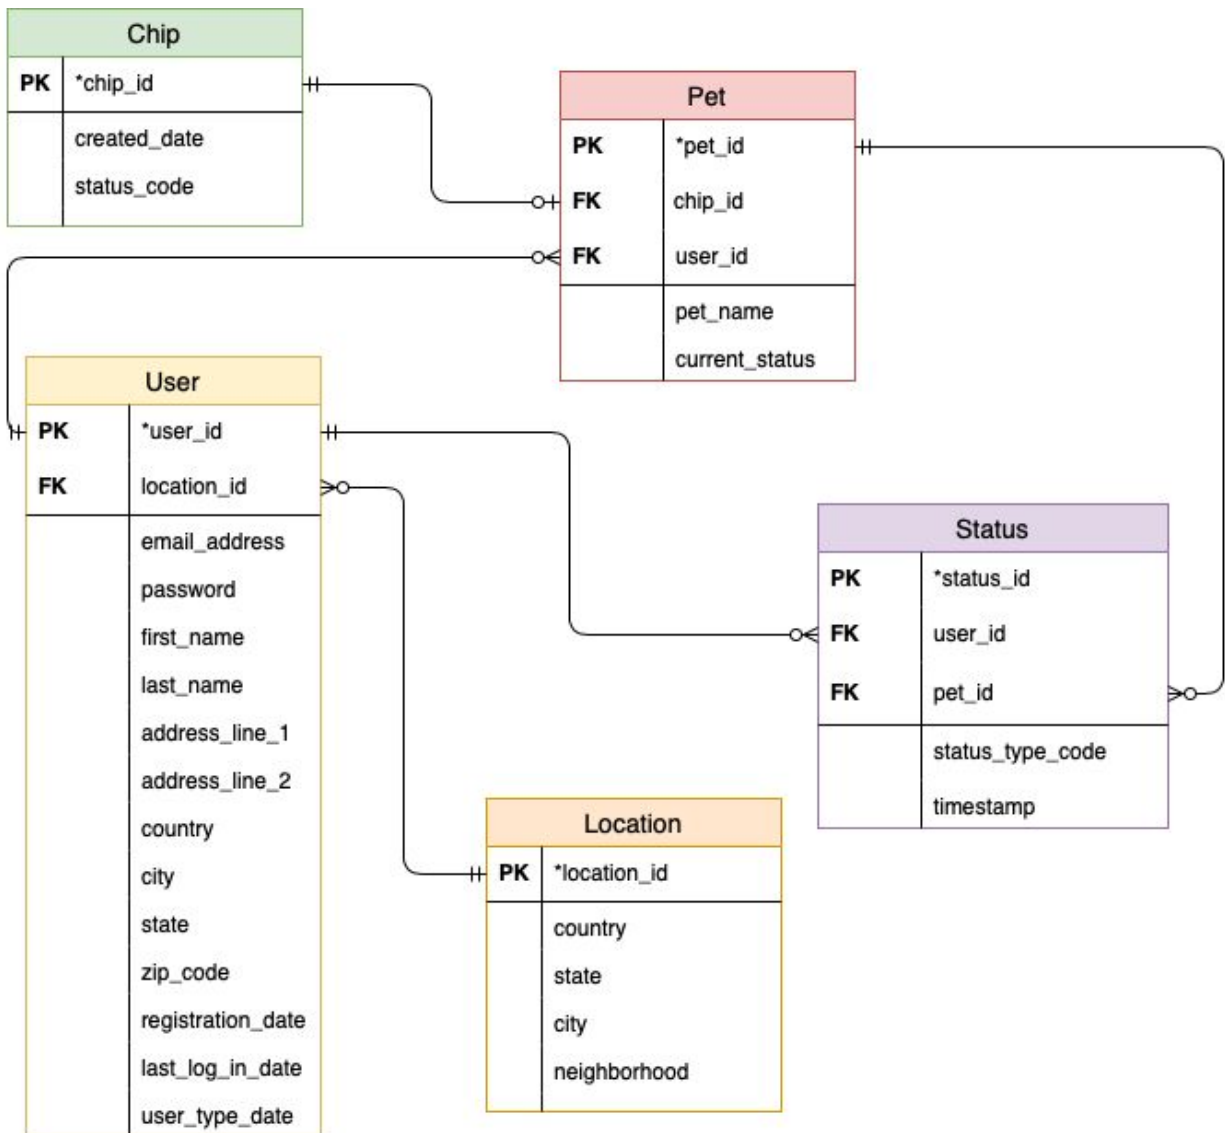 Chip
PK *chip_id
created_date
status_code
Pet
PK *pet_id
FK chip_id
FK user_id
pet_name
current_status
User
PK *user_id
FK location_id
email_address
password
first_name
last_name
address_line_1
address_line_2
country
city
state
zip_code
registration_date
last_log_in_date
user_type_date
Status
PK *status_id
FK user_id
FK pet_id
status_type_code
timestamp
Location
PK *location_id
country
state
city
neighborhood